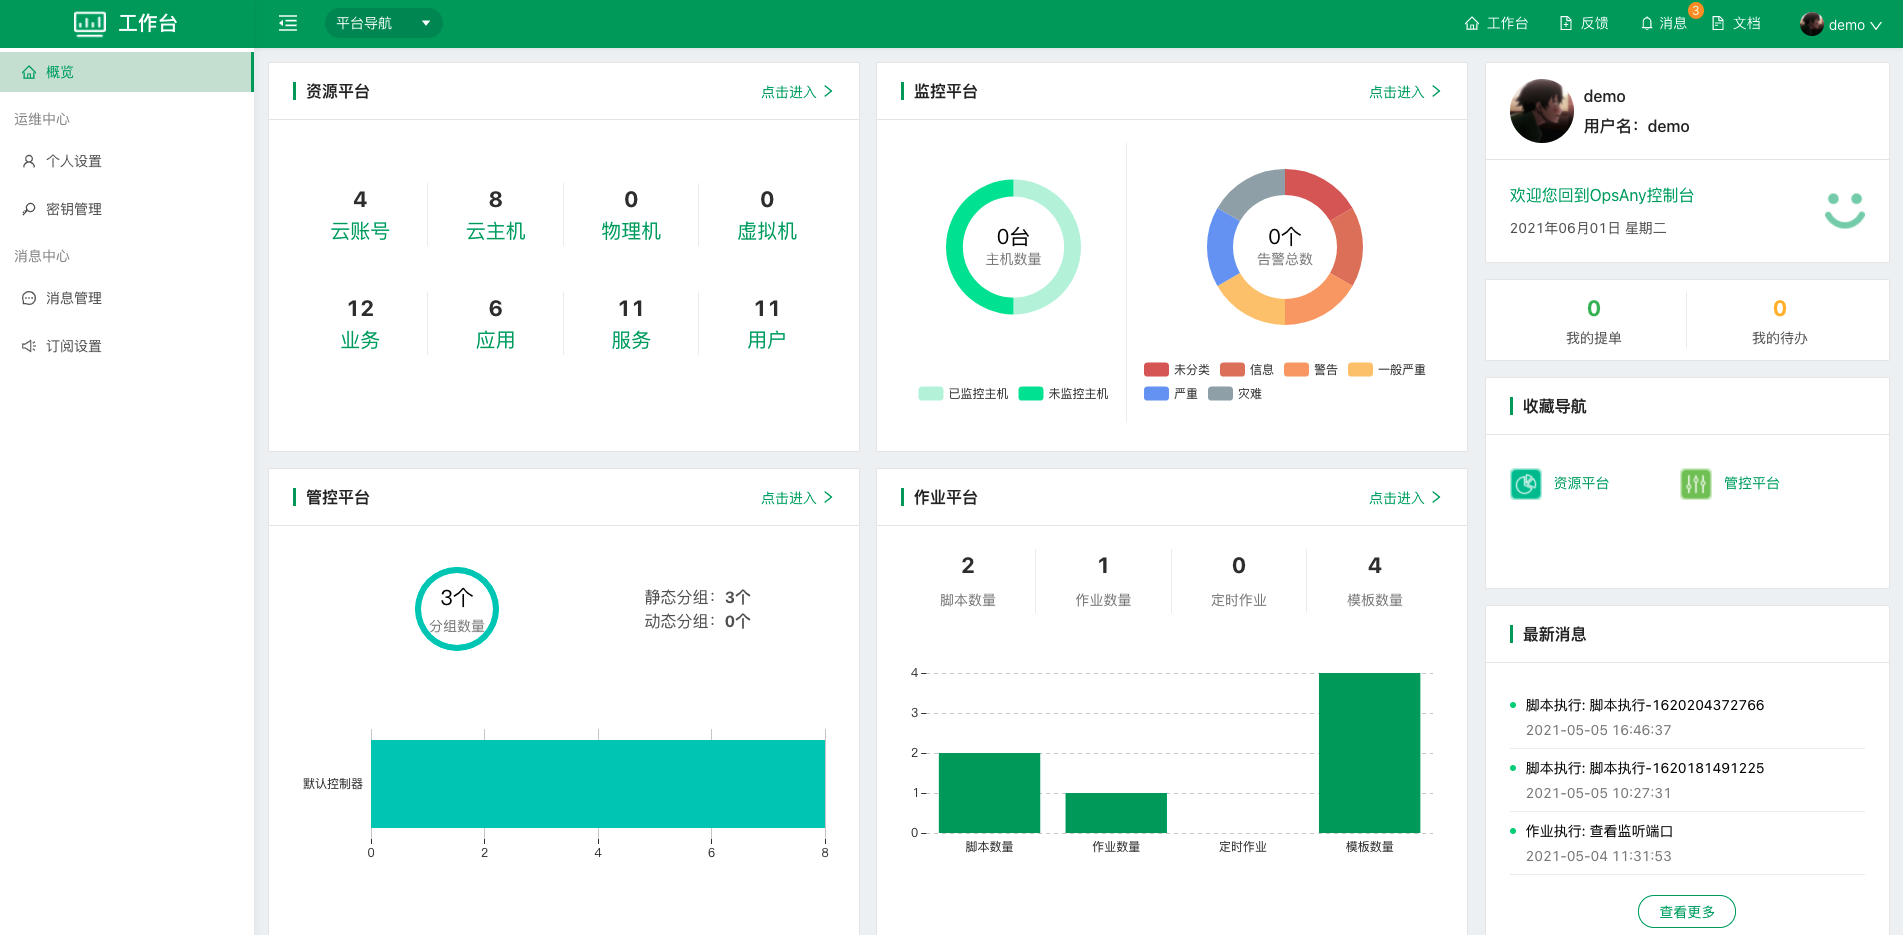 工作台
平台导航
工作台
反馈
消息
3
文档
demo
概览
运维中心
个人设置
密钥管理
消息中心
消息管理
订阅设置
资源平台
点击进入
4
云账号
8
云主机
0
物理机
0
虚拟机
12
业务
6
应用
11
服务
11
用户
监控平台
点击进入
0台
主机数量
已监控主机
未监控主机
0个
告警总数
未分类
信息
警告
一般严重
严重
灾难
管控平台
点击进入
3个
分组数量
静态分组：3个
动态分组：0个
默认控制器
0
2
4
6
8
作业平台
点击进入
2
脚本数量
1
作业数量
0
定时作业
4
模板数量
4
3
2
1
0
脚本数量
作业数量
定时作业
模板数量
demo
用户名：demo
欢迎您回到OpsAny控制台
2021年06月01日 星期二
0
我的提单
0
我的待办
收藏导航
资源平台
管控平台
最新消息
脚本执行: 脚本执行-1620204372766
2021-05-05 16:46:37
脚本执行: 脚本执行-1620181491225
2021-05-05 10:27:31
作业执行: 查看监听端口
2021-05-04 11:31:53
查看更多